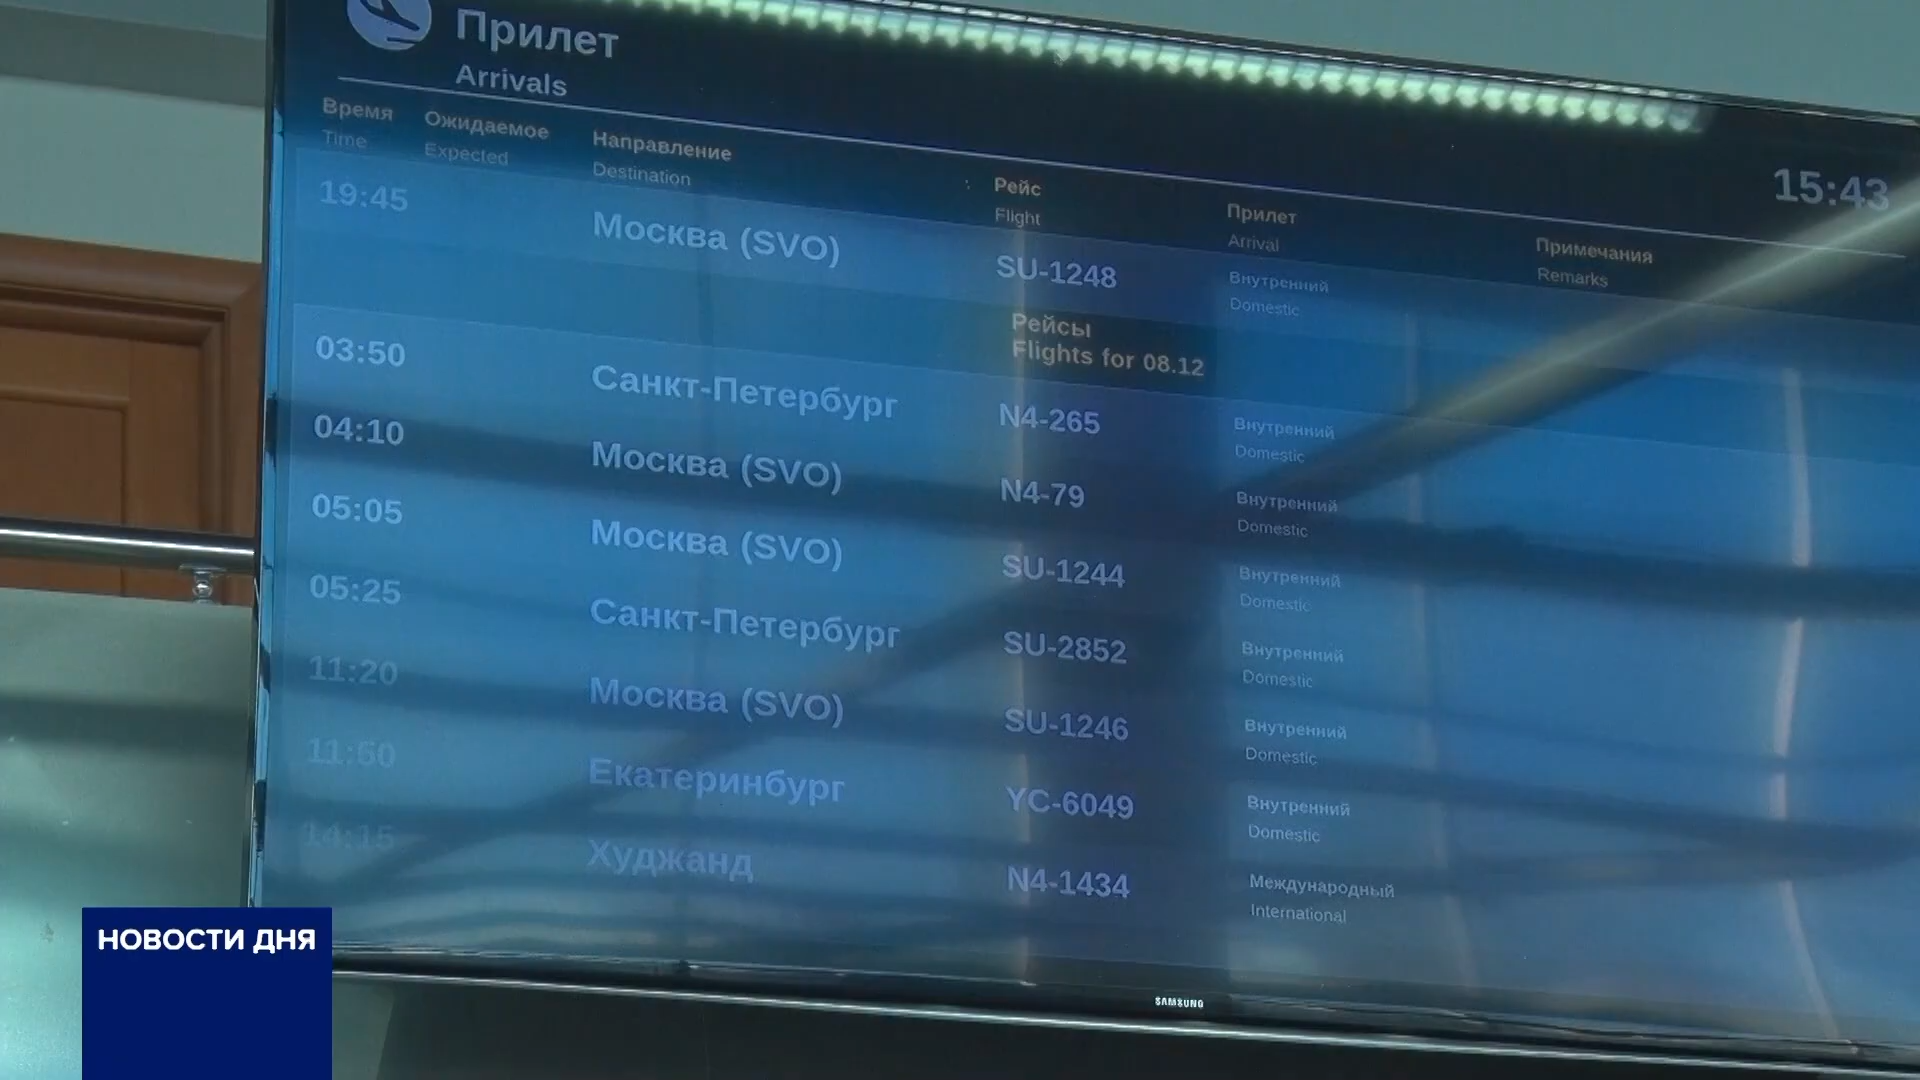 Прилет
Arrivals
15:43
Время Ожидаемое Направление Рейс Прилет Примечания
Time Expected Destination Flight Arrival Remarks
19:45 Москва (SVO) SU-1248 Внутренний
Domestic
Рейсы
Flights for 08.12
03:50 Санкт-Петербург N4-265 Внутренний
Domestic
04:10 Москва (SVO) N4-79 Внутренний
Domestic
05:05 Москва (SVO) SU-1244 Внутренний
Domestic
05:25 Санкт-Петербург SU-2852 Внутренний
Domestic
11:20 Москва (SVO) SU-1246 Внутренний
Domestic
11:50 Екатеринбург YC-6049 Внутренний
Domestic
14:15 Худжанд N4-1434 Международный
International
SAMSUNG
НОВОСТИ ДНЯ